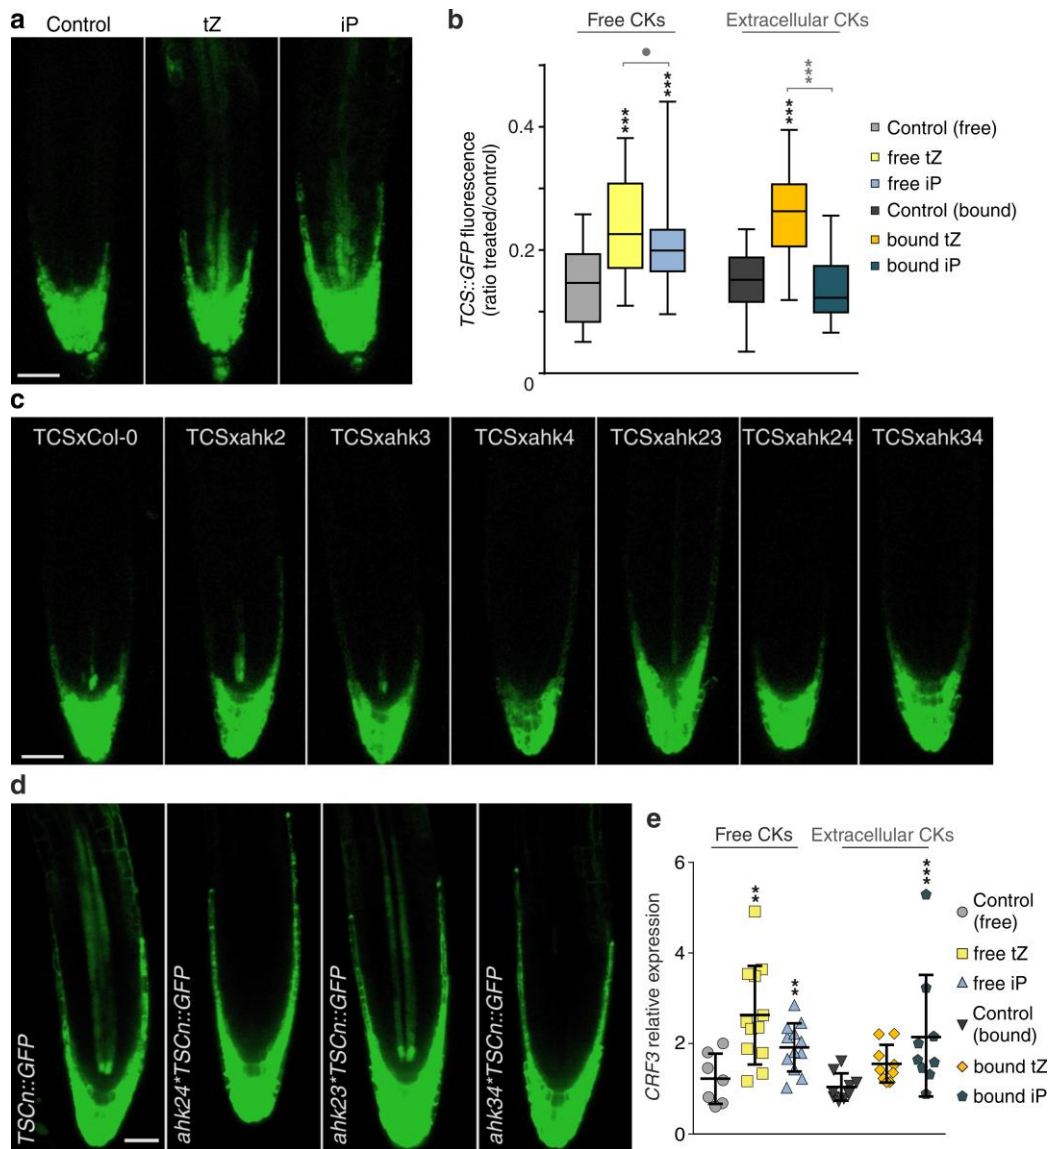 a
Control
tZ
iP
b
Free CKs
Extracellular CKs
***
***
***
***
0.4
0.2
0
TCS::GFP fluorescence
(ratio treated/control)
Control (free)
free tZ
free iP
Control (bound)
bound tZ
bound iP
c
TCSxCol-0
TCSxahk2
TCSxahk3
TCSxahk4
TCSxahk23
TCSxahk24
TCSxahk34
d
TSCn::GFP
ahk24*TSCn::GFP
ahk23*TSCn::GFP
ahk34*TSCn::GFP
e
Free CKs
Extracellular CKs
**
**
***
6
4
2
0
CRF3 relative expression
Control
(free)
free tZ
free iP
Control
(bound)
bound tZ
bound iP